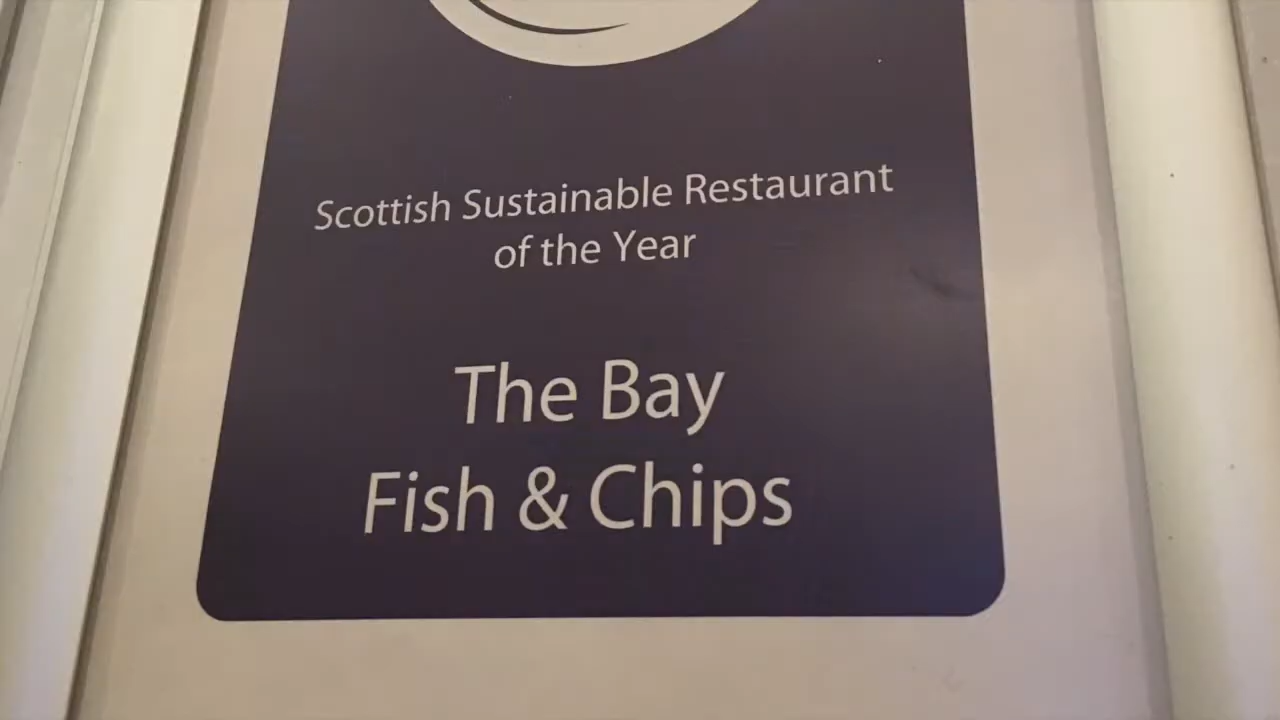 Scottish Sustainable Restaurant
of the Year
The Bay
Fish & Chips